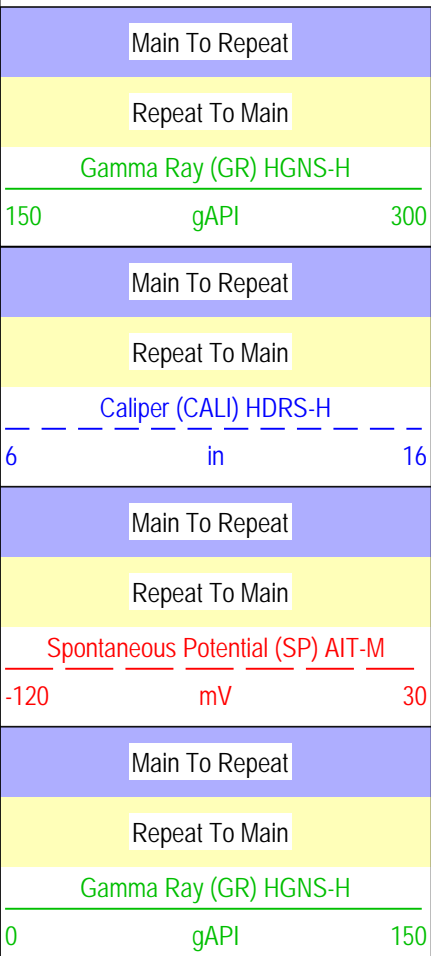 Main To Repeat
Repeat To Main
Gamma Ray (GR) HGNS-H
150 gAPI 300
Main To Repeat
Repeat To Main
Caliper (CALI) HDRS-H
6 in 16
Main To Repeat
Repeat To Main
Spontaneous Potential (SP) AIT-M
-120 mV 30
Main To Repeat
Repeat To Main
Gamma Ray (GR) HGNS-H
0 gAPI 150